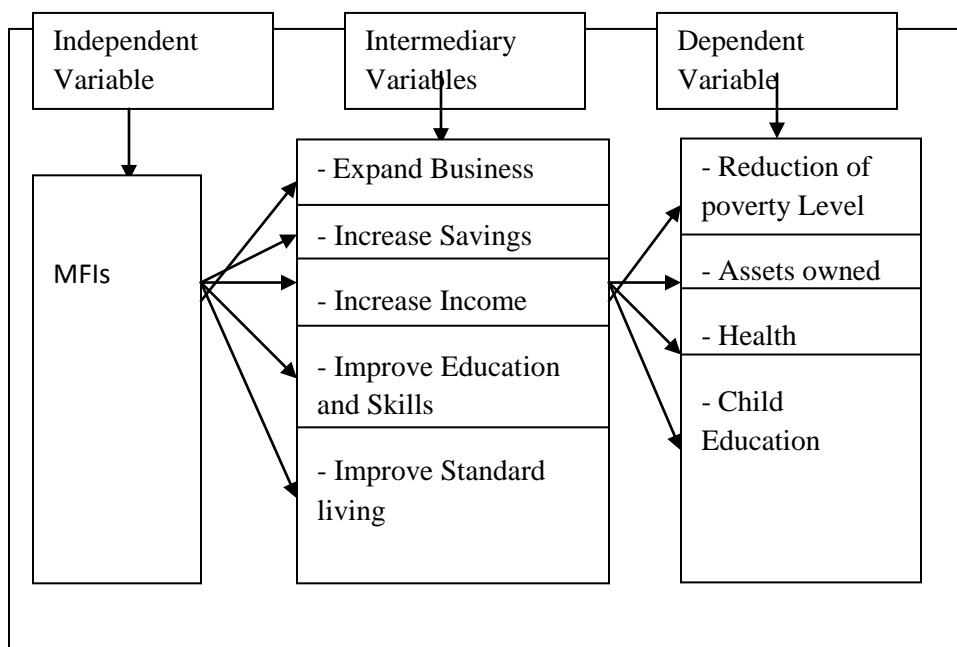 Independent
Variable
Intermediary
Variables
Dependent
Variable
MFIs
- Expand Business
- Increase Savings
- Increase Income
- Improve Education
and Skills
- Improve Standard
living
- Reduction of
poverty Level
- Assets owned
- Health
- Child
Education